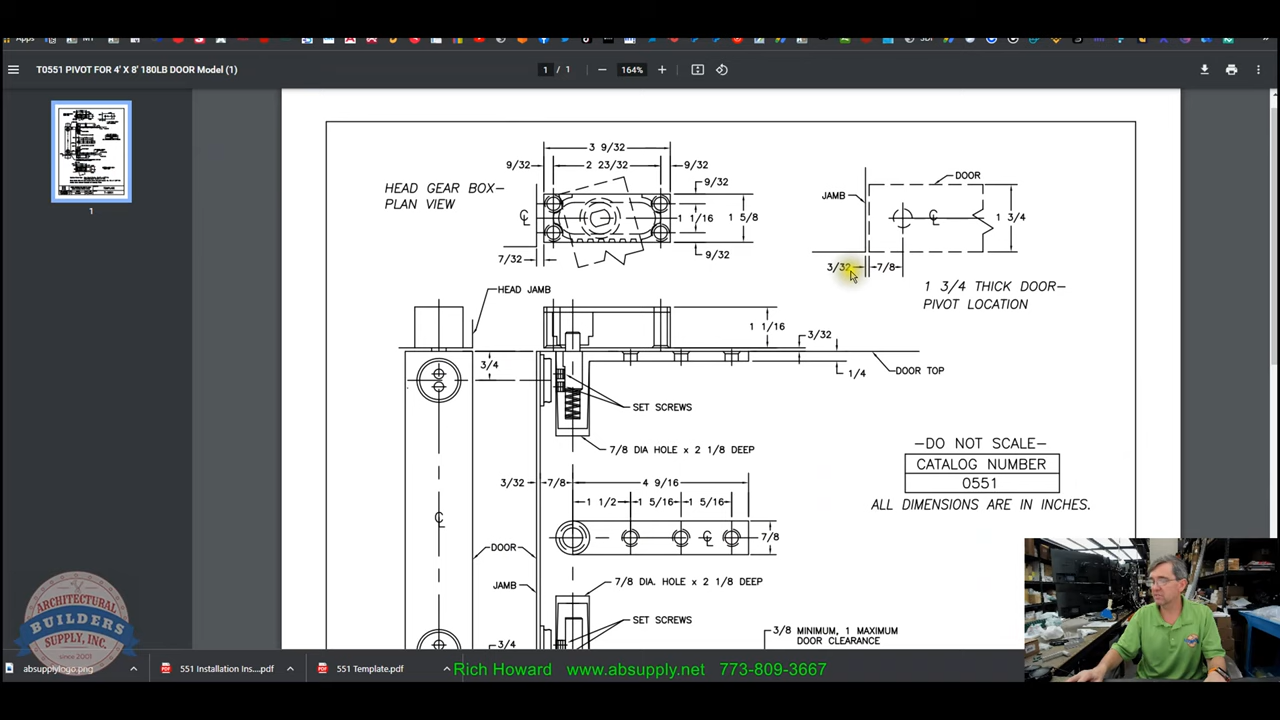 T0551 PIVOT FOR 4' X 8' 180LB DOOR Model (1)
1 / 1
164%
1
3 9/32
9/32
2 23/32
9/32
HEAD GEAR BOX-
PLAN VIEW
9/32
1 1/16
1 5/8
7/32
9/32
DOOR
JAMB
1 3/4
3/32
7/8
1 3/4 THICK DOOR-
PIVOT LOCATION
HEAD JAMB
1 1/16
3/32
3/4
1/4
DOOR TOP
SET SCREWS
7/8 DIA HOLE x 2 1/8 DEEP
-DO NOT SCALE-
CATALOG NUMBER
0551
ALL DIMENSIONS ARE IN INCHES.
3/32
7/8
4 9/16
1 1/2
1 5/16
1 5/16
7/8
DOOR
JAMB
7/8 DIA. HOLE x 2 1/8 DEEP
SET SCREWS
3/4
3/8 MINIMUM, 1 MAXIMUM
DOOR CLEARANCE
ARCHITECTURAL
BUILDERS
SUPPLY, INC.
since 2001
absupplylogo.png
551 Installation Ins....pdf
551 Template.pdf
Rich Howard www.absupply.net 773-809-3667